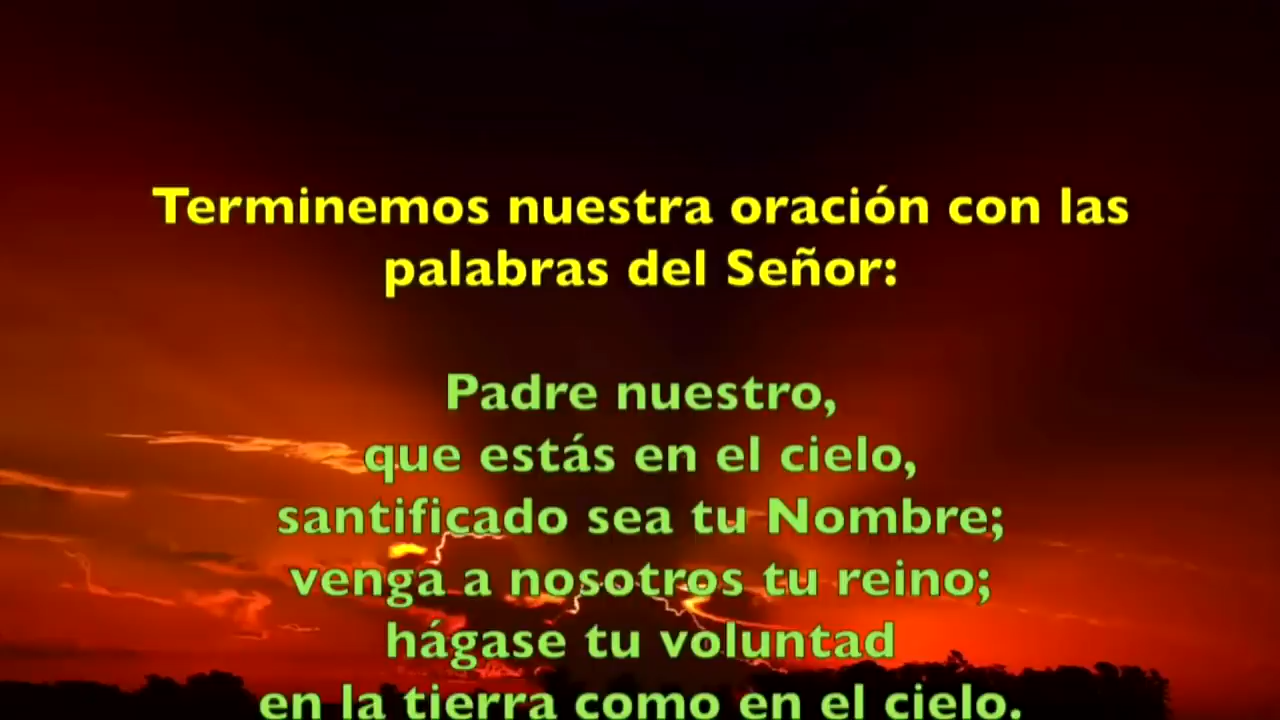 Terminemos nuestra oración con las
palabras del Señor:
Padre nuestro,
que estás en el cielo,
santificado sea tu Nombre;
venga a nosotros tu reino;
hágase tu voluntad
en la tierra como en el cielo.